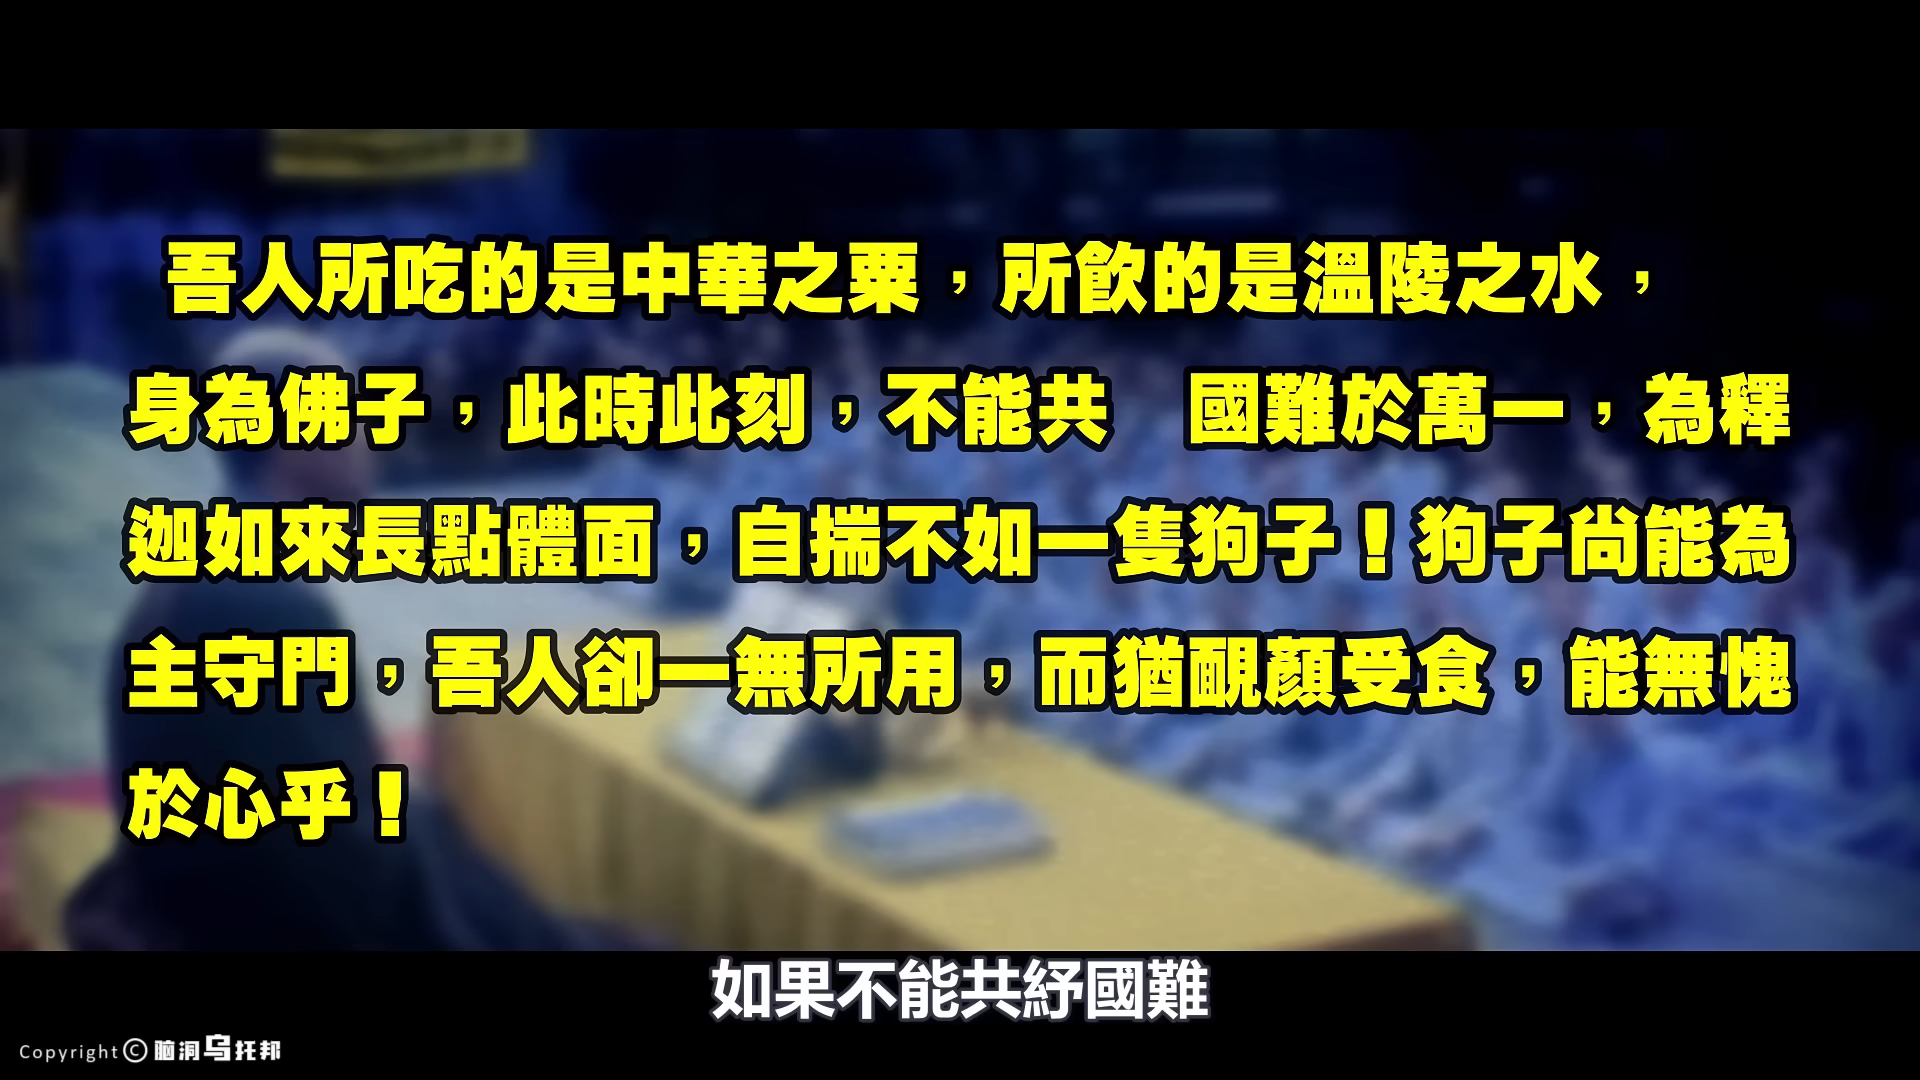 吾人所吃的是中華之粟，所飲的是溫陵之水，
身為佛子，此時此刻，不能共　國難於萬一，為釋
迦如來長點體面，自揣不如一隻狗子！狗子尚能為
主守門，吾人卻一無所用，而猶靦顏受食，能無愧
於心乎！
如果不能共紓國難
Copyright © 脑洞乌托邦